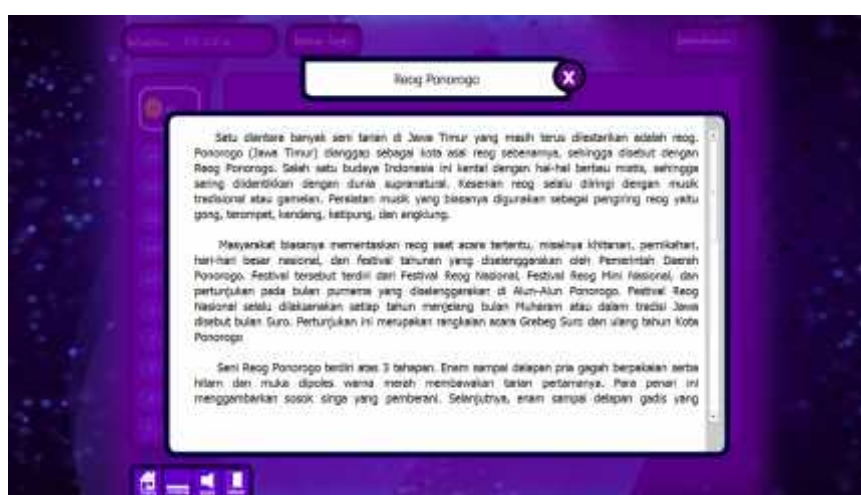 Reog Ponorogo
X
Satu diantara banyak seni tarian di Jawa Timur yang masih terus dilestarikan adalah reog.
Ponorogo (Jawa Timur) dianggap sebagai kota asal reog sebenarnya, sehingga disebut dengan
Reog Ponorogo. Salah satu budaya Indonesia ini kental dengan hal-hal berbau mistis, sehingga
sering diidentikkan dengan dunia supranatural. Kesenian reog selalu diiringi dengan musik
tradisional atau gamelan. Peralatan musik yang biasanya digunakan sebagai pengiring reog yaitu
gong, terompet, kendang, ketipung, dan angklung.
Masyarakat biasanya mementaskan reog saat acara tertentu, misalnya khitanan, pernikahan,
hari-hari besar nasional, dan festival tahunan yang diselenggarakan oleh Pemerintah Daerah
Ponorogo. Festival tersebut terdiri dari Festival Reog Nasional, Festival Reog Mini Nasional, dan
pertunjukan pada bulan purnama yang diselenggarakan di Alun-Alun Ponorogo. Festival Reog
Nasional selalu dilaksanakan setiap tahun menjelang bulan Muharam atau dalam tradisi Jawa
disebut bulan Suro. Pertunjukan ini merupakan rangkaian acara Grebeg Suro dan ulang tahun Kota
Ponorogo
Seni Reog Ponorogo terdiri atas 3 tahapan. Enam sampai delapan pria gagah berpakaian serba
hitam dan muka dipoles warna merah membawakan tarian pertamanya. Para penari ini
menggambarkan sosok singa yang pemberani. Selanjutnya, enam sampai delapan gadis yang